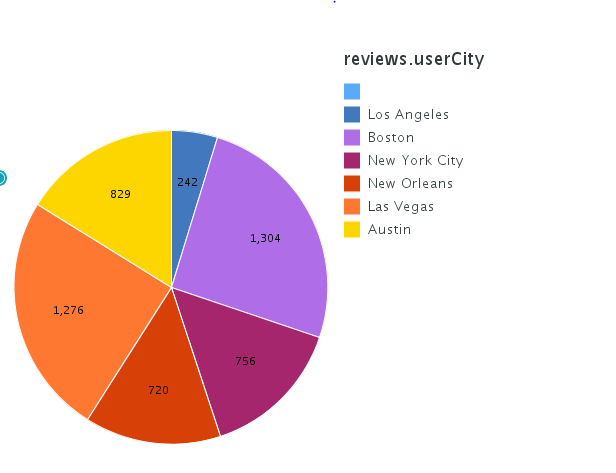 reviews.userCity
Los Angeles
Boston
New York City
New Orleans
Las Vegas
Austin
242
829
1,304
1,276
756
720